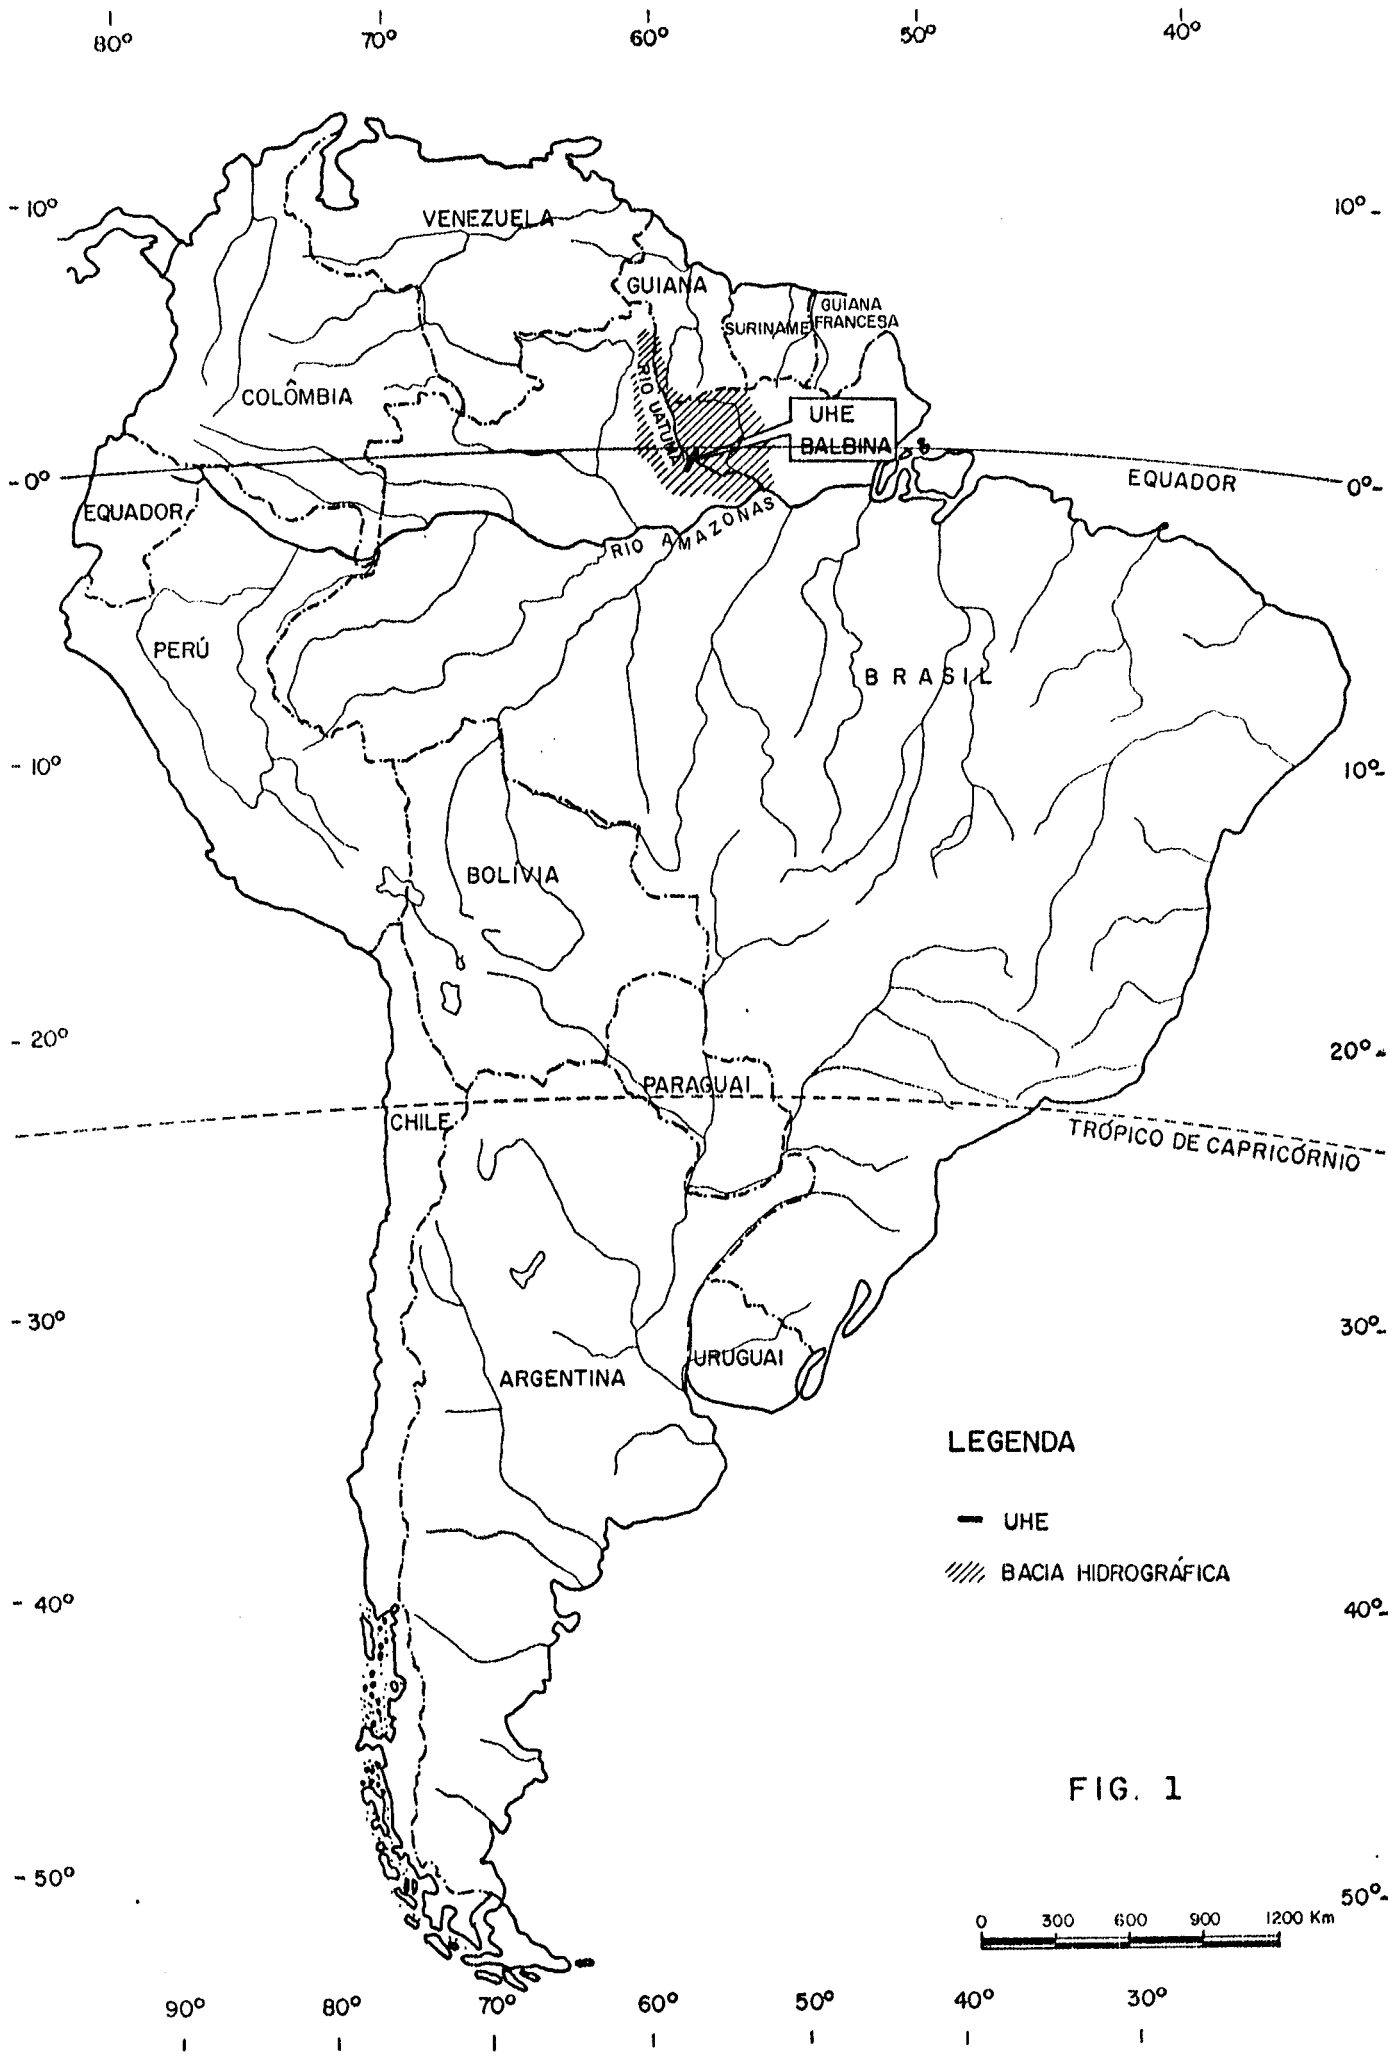 80° 70° 60° 50° 40°
10° 10°
VENEZUELA
GUIANA
GUIANA
FRANCESA
SURINAME
COLÔMBIA
RIO UATUMÃ
UHE
BALBINA
0° EQUADOR 0°
EQUADOR
RIO AMAZONAS
PERÚ
BRASIL
10° 10°
BOLÍVIA
20° 20°
PARAGUAI
CHILE
TRÓPICO DE CAPRICÓRNIO
30° 30°
URUGUAI
ARGENTINA
LEGENDA
UHE
BACIA HIDROGRÁFICA
40° 40°
FIG. 1
50° 50°
0 300 600 900 1200 Km
90° 80° 70° 60° 50° 40° 30°